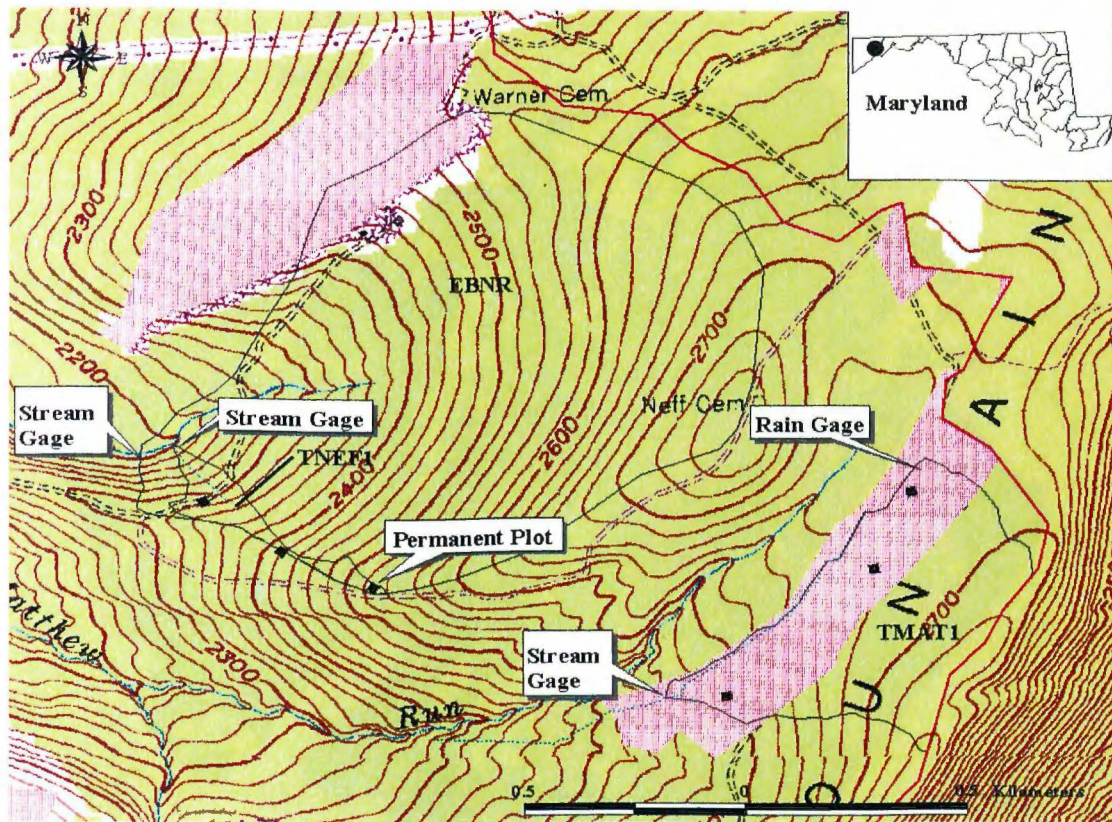 N
W E
S
Warner Cem
Maryland
2300
2500
EBNR
2200
2700
Neff Cem
Stream
Gage
Stream Gage
Rain Gage
TNEF1
2400
2600
Permanent Plot
2700
TMAT1
Stream
Gage
2300
Run
N
I
A
N
U
O
0.5 0 0.5 Kilometers